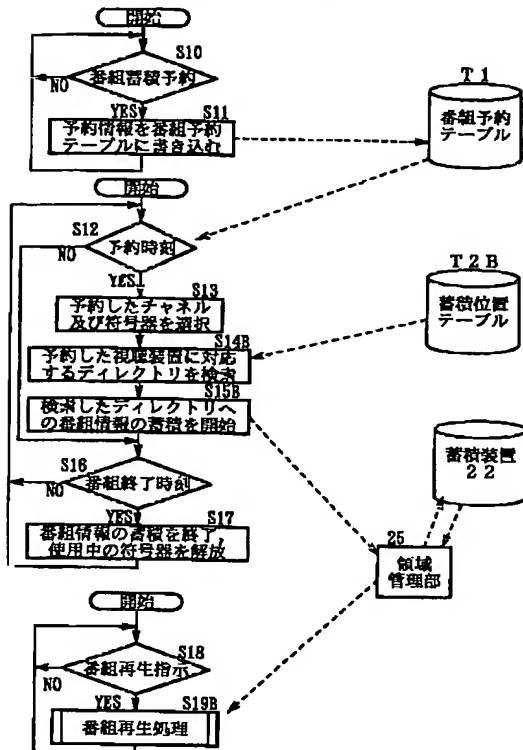 開始
S10
番組蓄積予約
NO
YES
S11
予約情報を番組予約
テーブルに書き込む
T1
番組予約
テーブル
開始
S12
予約時刻
NO
YES
S13
予約したチャネル
及び符号器を選択
T2B
蓄積位置
テーブル
S14B
予約した視聴装置に対応
するディレクトリを検索
S15B
検索したディレクトリへ
の番組情報の蓄積を開始
S16
番組終了時刻
NO
YES
S17
番組情報の蓄積を終了,
使用中の符号器を解放
蓄積装置
22
25
領域
管理部
開始
S18
番組再生指示
NO
YES
S19B
番組再生処理